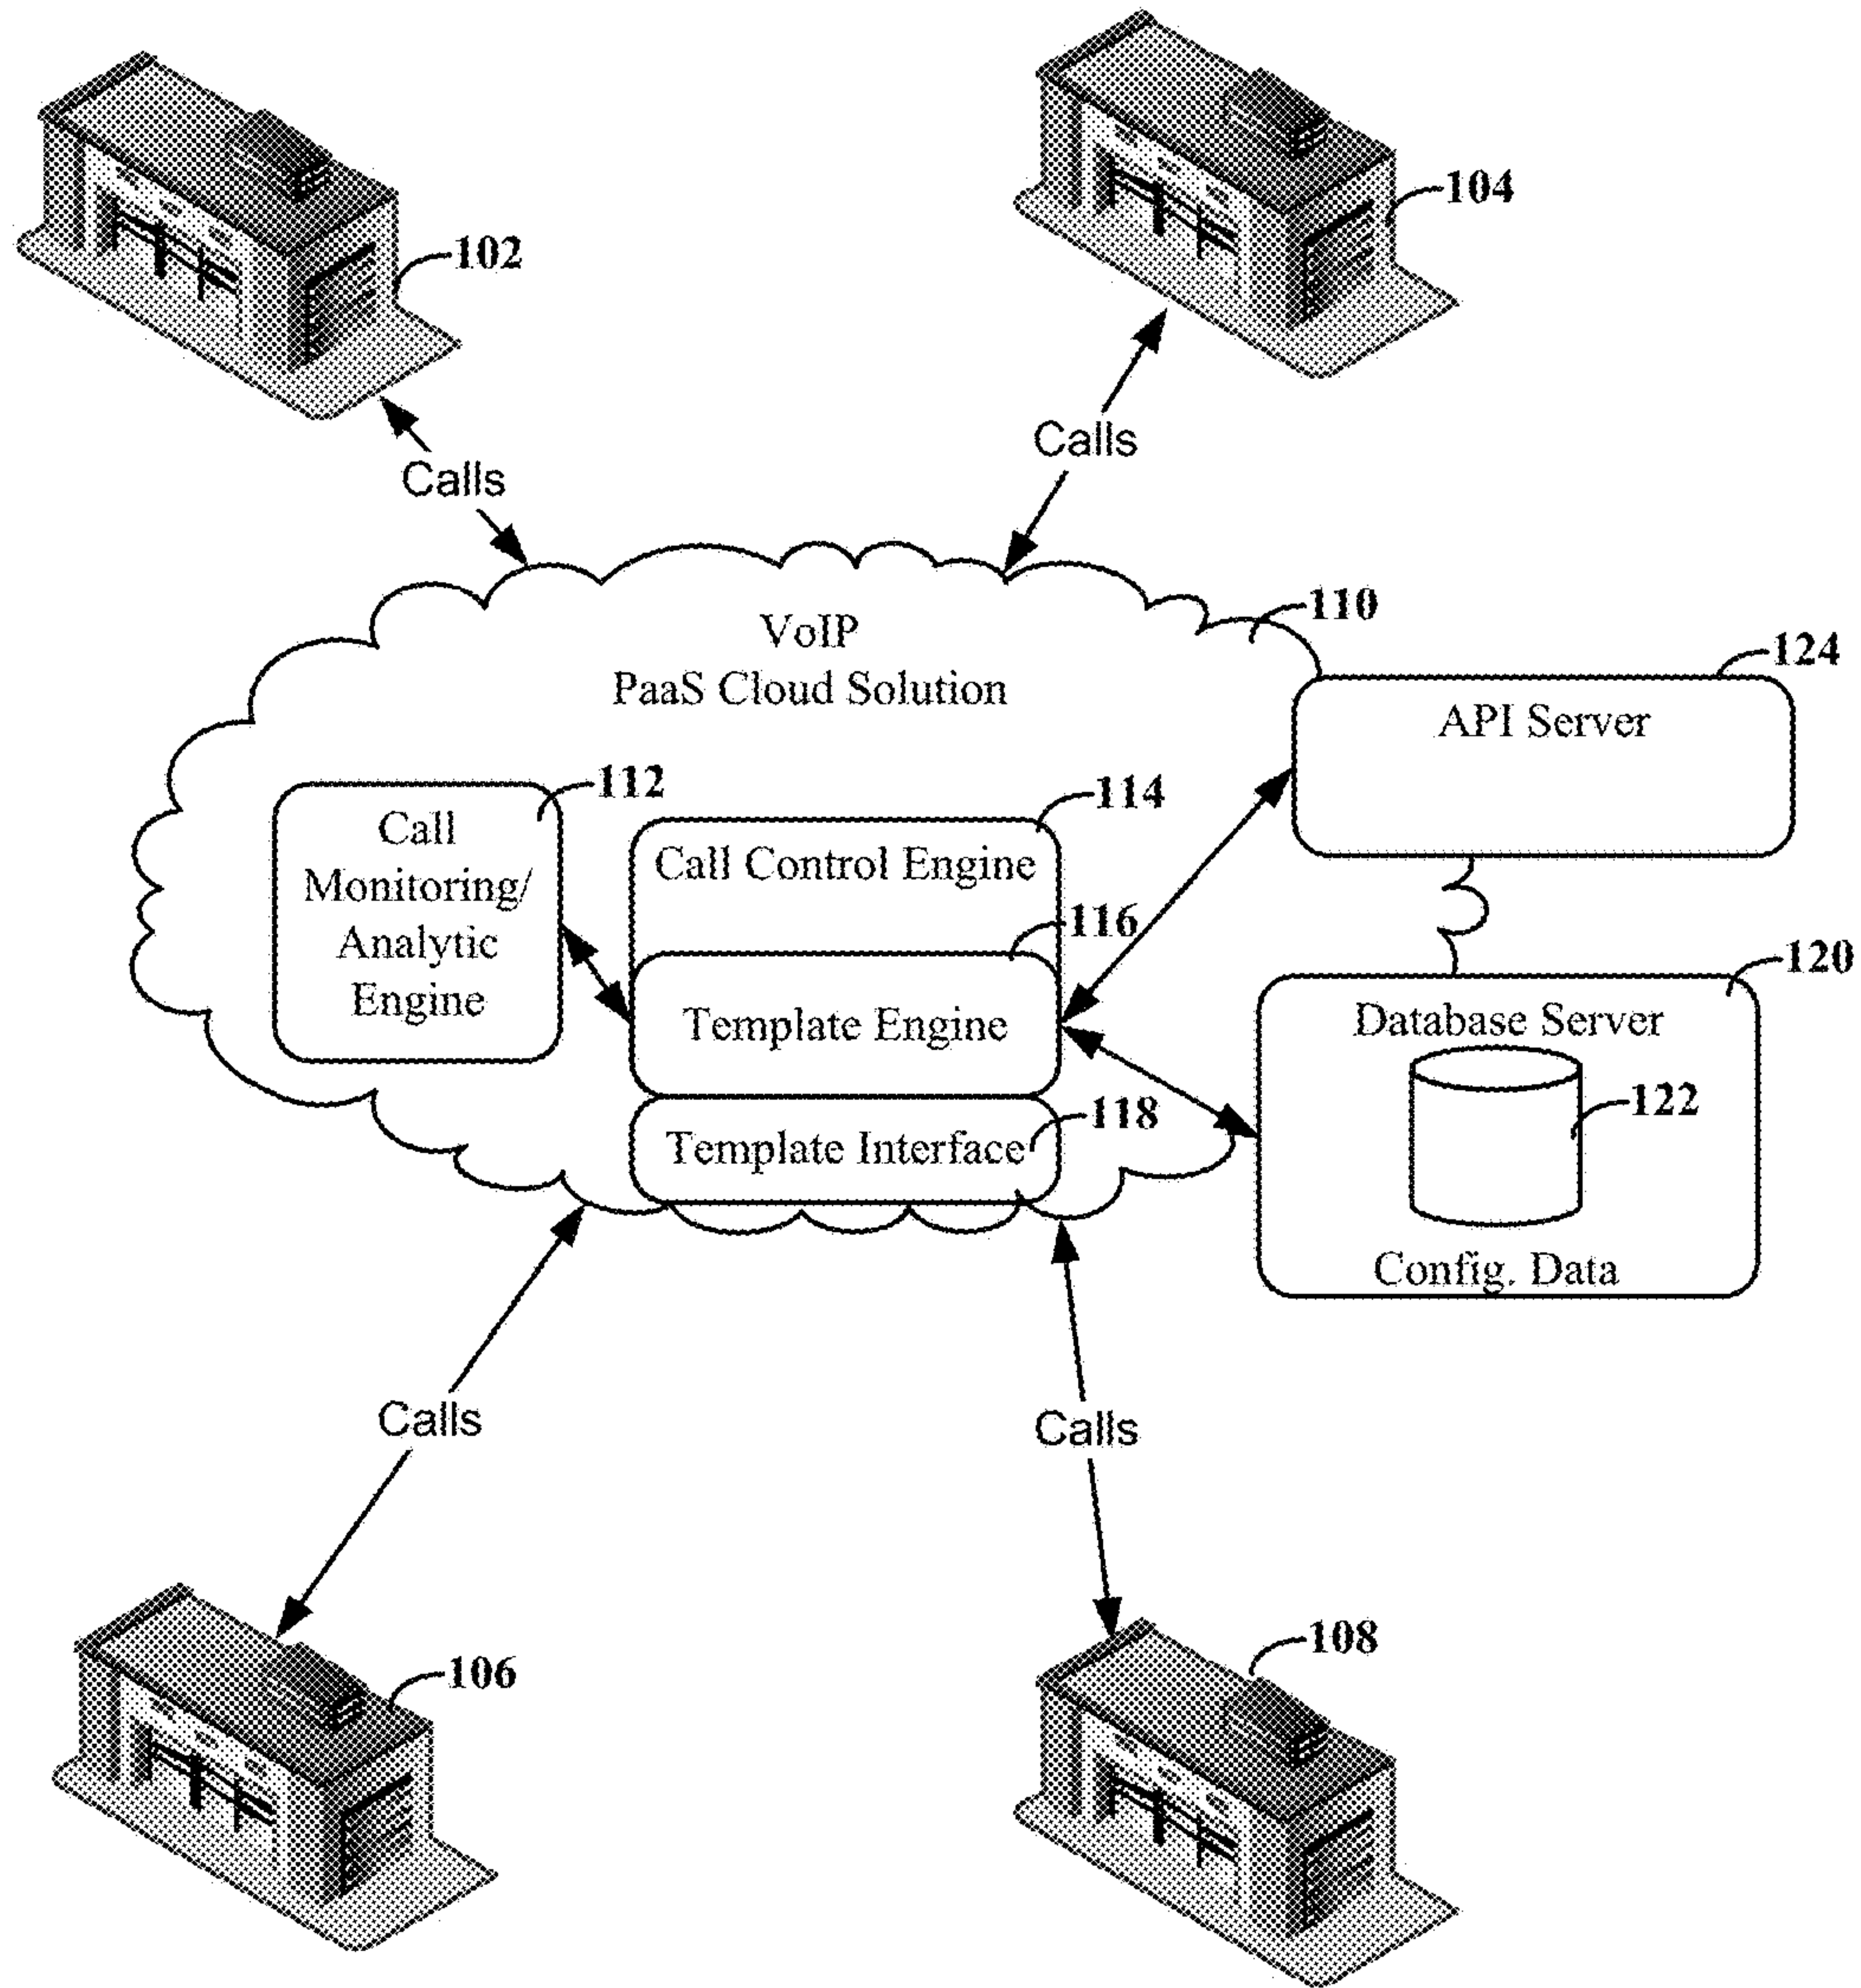 104
102
Calls
Calls
110
VoIP
PaaS Cloud Solution
124
API Server
112
114
Call
Monitoring/
Analytic
Engine
Call Control Engine
116
Template Engine
120
Database Server
122
Config. Data
118
Template Interface
Calls
Calls
106
108